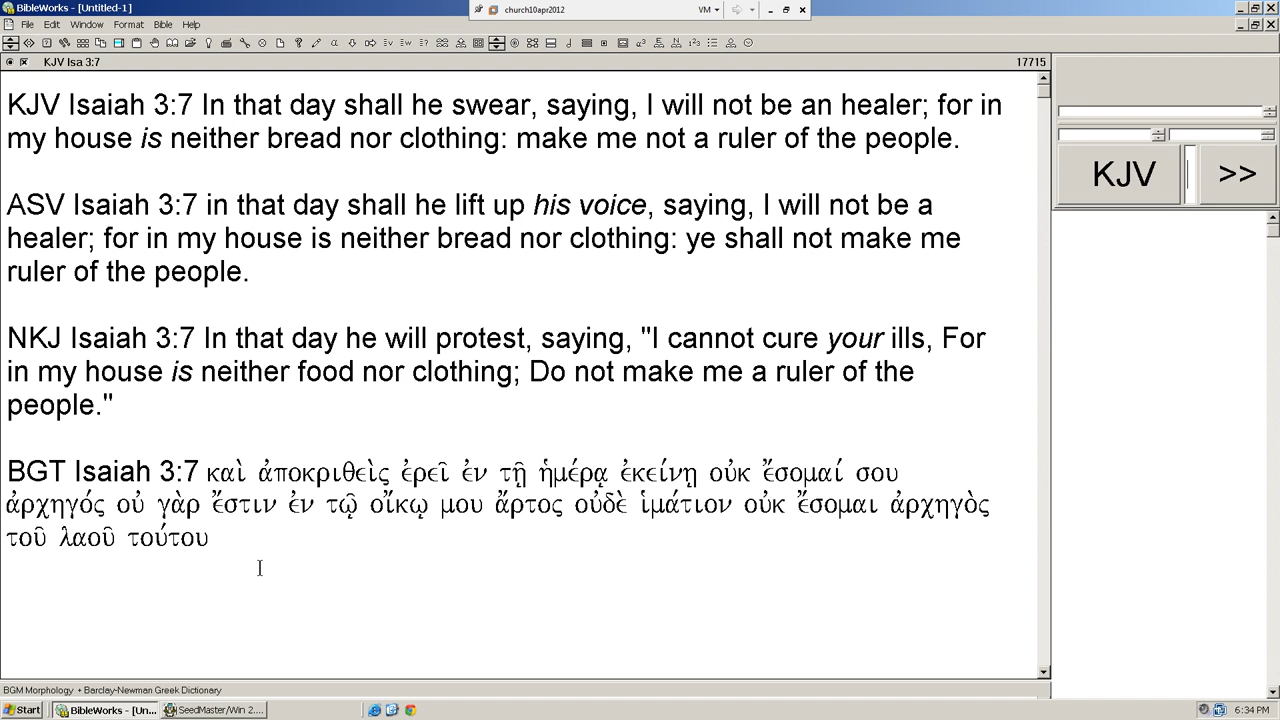 BibleWorks - [Untitled-1]
church10apr2012
VM
File Edit Window Format Bible Help
KJV Isa 3:7 17715
KJV Isaiah 3:7 In that day shall he swear, saying, I will not be an healer; for in
my house is neither bread nor clothing: make me not a ruler of the people.
KJV >>
ASV Isaiah 3:7 in that day shall he lift up his voice, saying, I will not be a
healer; for in my house is neither bread nor clothing: ye shall not make me
ruler of the people.
NKJ Isaiah 3:7 In that day he will protest, saying, "I cannot cure your ills, For
in my house is neither food nor clothing; Do not make me a ruler of the
people."
BGT Isaiah 3:7 καὶ ἀποκριθεὶς ἐρεῖ ἐν τῇ ἡμέρᾳ ἐκείνῃ οὐκ ἔσομαί σου
ἀρχηγός οὐ γὰρ ἔστιν ἐν τῷ οἴκῳ μου ἄρτος οὐδὲ ἱμάτιον οὐκ ἔσομαι ἀρχηγὸς
τοῦ λαοῦ τούτου
BGM Morphology + Barclay-Newman Greek Dictionary
Start BibleWorks - [Un... SeedMaster/Win 2.... 6:34 PM